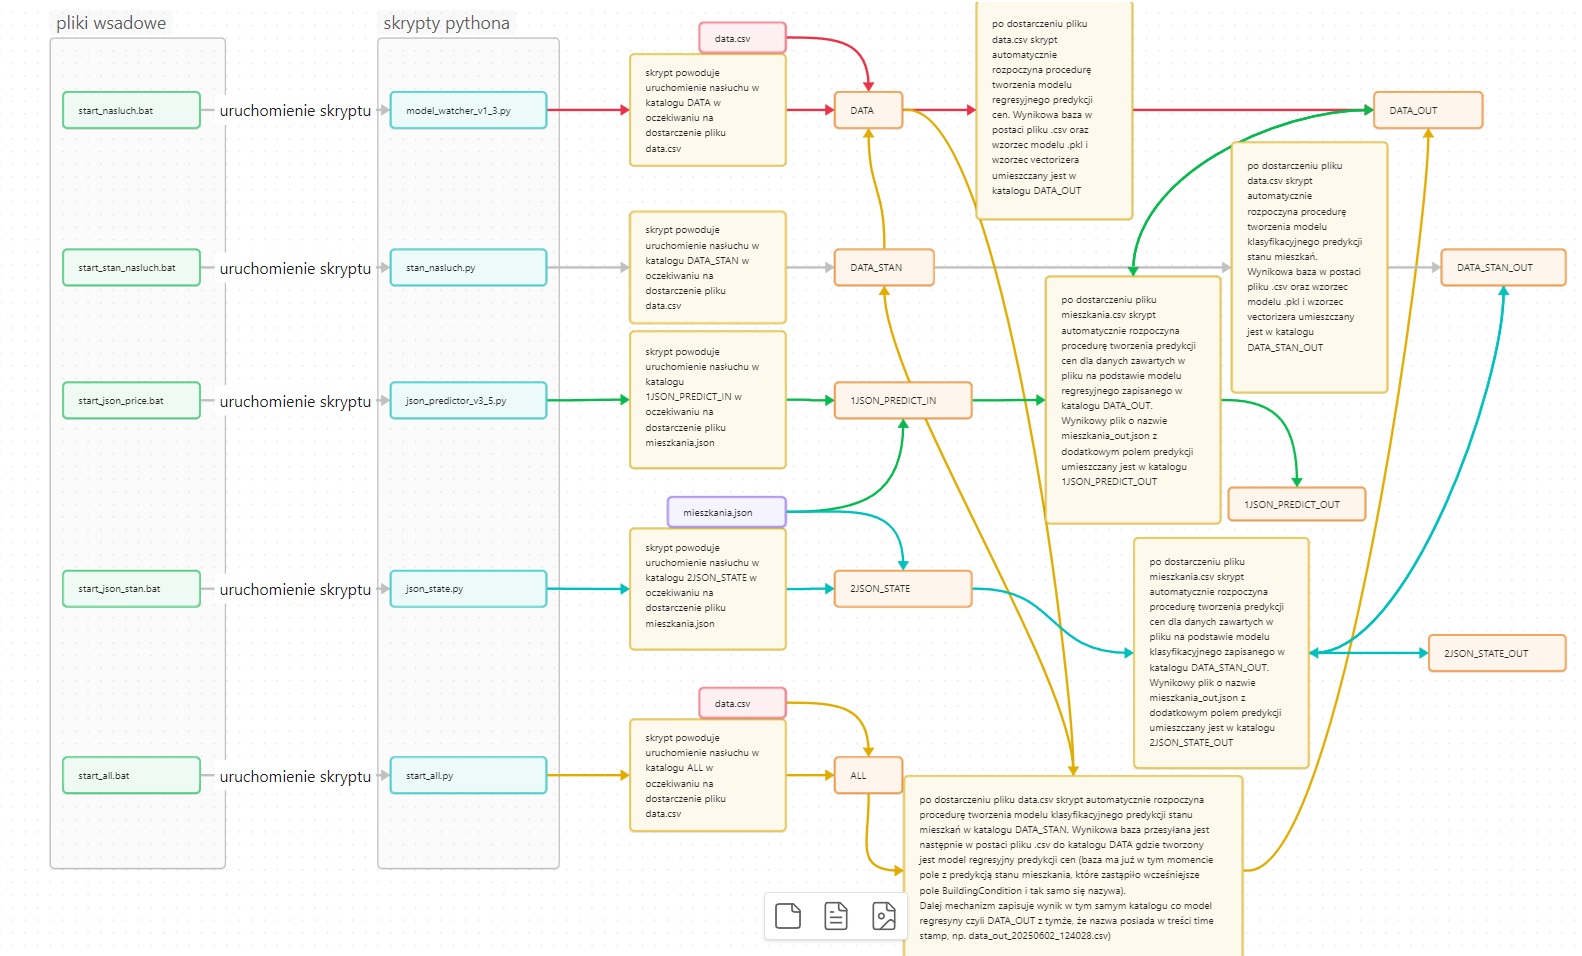 pliki wsadowe
skrypty pythona
start_nasluch.bat
uruchomienie skryptu
model_watcher_v1_3.py
data.csv
skrypt powoduje
uruchomienie nasłuchu w
katalogu DATA w
oczekiwaniu na
dostarczenie pliku
data.csv
DATA
po dostarczeniu pliku
data.csv skrypt
automatycznie
rozpoczyna procedurę
tworzenia modelu
regresyjnego predykcji
cen. Wynikowa baza w
postaci pliku .csv oraz
wzorzec modelu .pkl i
wzorzec vectorizera
umieszczany jest w
katalogu DATA_OUT
DATA_OUT
start_stan_nasluch.bat
uruchomienie skryptu
stan_nasluch.py
skrypt powoduje
uruchomienie nasłuchu w
katalogu DATA_STAN w
oczekiwaniu na
dostarczenie pliku
data.csv
DATA_STAN
po dostarczeniu pliku
data.csv skrypt
automatycznie
rozpoczyna procedurę
tworzenia modelu
klasyfikacyjnego predykcji
stanu mieszkań.
Wynikowa baza w postaci
pliku .csv oraz wzorzec
modelu .pkl i wzorzec
vectorizera umieszczany
jest w katalogu
DATA_STAN_OUT
DATA_STAN_OUT
start_json_price.bat
uruchomienie skryptu
json_predictor_v3_5.py
skrypt powoduje
uruchomienie nasłuchu w
katalogu
1JSON_PREDICT_IN w
oczekiwaniu na
dostarczenie pliku
mieszkania.json
1JSON_PREDICT_IN
po dostarczeniu pliku
mieszkania.csv skrypt
automatycznie rozpoczyna
procedurę tworzenia predykcji
cen dla danych zawartych w
pliku na podstawie modelu
regresyjnego zapisanego w
katalogu DATA_OUT.
Wynikowy plik o nazwie
mieszkania_out.json z
dodatkowym polem predykcji
umieszczany jest w katalogu
1JSON_PREDICT_OUT
1JSON_PREDICT_OUT
mieszkania.json
start_json_stan.bat
uruchomienie skryptu
json_state.py
skrypt powoduje
uruchomienie nasłuchu w
katalogu 2JSON_STATE w
oczekiwaniu na
dostarczenie pliku
mieszkania.json
2JSON_STATE
po dostarczeniu pliku
mieszkania.csv skrypt
automatycznie rozpoczyna
procedurę tworzenia predykcji
cen dla danych zawartych w
pliku na podstawie modelu
klasyfikacyjnego zapisanego w
katalogu DATA_STAN_OUT.
Wynikowy plik o nazwie
mieszkania_out.json z
dodatkowym polem predykcji
umieszczany jest w katalogu
2JSON_STATE_OUT
2JSON_STATE_OUT
data.csv
start_all.bat
uruchomienie skryptu
start_all.py
skrypt powoduje
uruchomienie nasłuchu w
katalogu ALL w
oczekiwaniu na
dostarczenie pliku
data.csv
ALL
po dostarczeniu pliku data.csv skrypt automatycznie rozpoczyna
procedurę tworzenia modelu klasyfikacyjnego predykcji stanu
mieszkań w katalogu DATA_STAN. Wynikowa baza przesyłana jest
następnie w postaci pliku .csv do katalogu DATA gdzie tworzony
jest model regresyjny predykcji cen (baza ma już w tym momencie
pole z predykcją stanu mieszkania, które zastąpiło wcześniejsze
pole BuildingCondition i tak samo się nazywa).
Dalej mechanizm zapisuje wynik w tym samym katalogu co model
regresyny czyli DATA_OUT z tymże, że nazwa posiada w treści time
stamp, np. data_out_20250602_124028.csv)